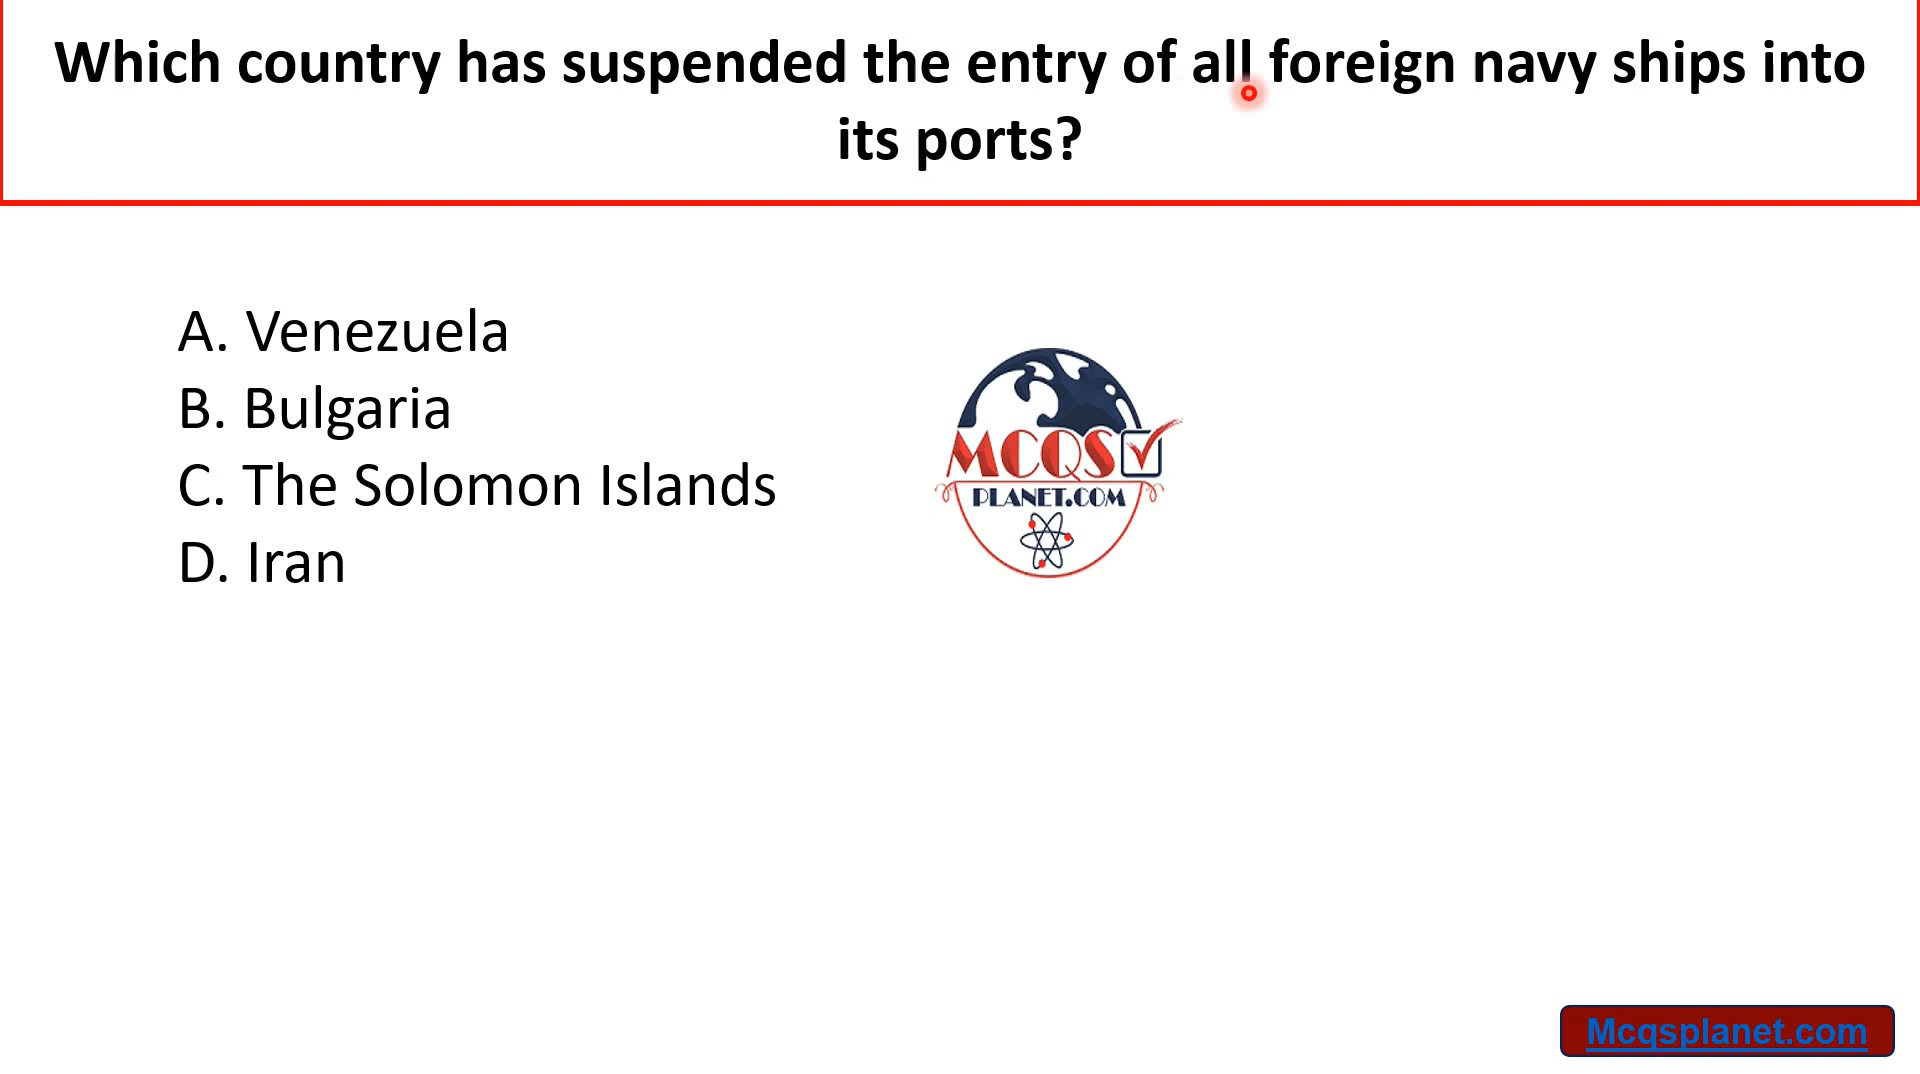 Which country has suspended the entry of all foreign navy ships into
its ports?
A. Venezuela
B. Bulgaria
C. The Solomon Islands
D. Iran
MCQS
PLANET.COM
Mcqsplanet.com